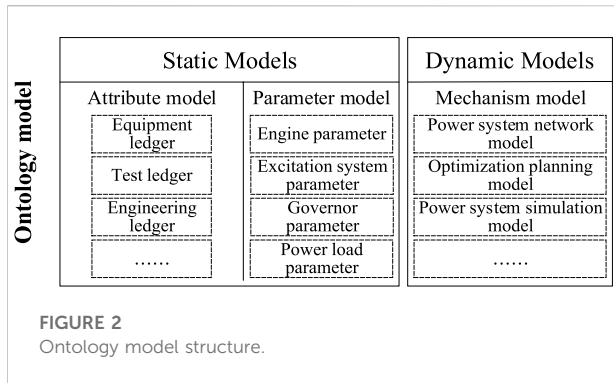 Ontology model
Static Models
Dynamic Models
Attribute model
Parameter model
Mechanism model
Equipment
ledger
Engine parameter
Power system network
model
Test ledger
Excitation system
parameter
Optimization planning
model
Engineering
ledger
Governor
parameter
Power system simulation
model
......
Power load
parameter
......
FIGURE 2
Ontology model structure.